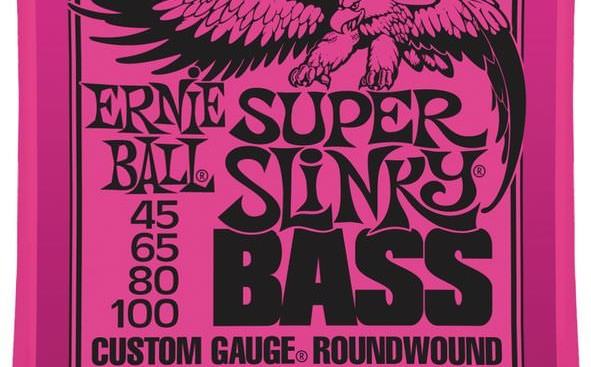 ERNiE BALL®
SUPER SLiNKY®
45
65
80
100
BASS
CUSTOM GAUGE® ROUNDWOUND